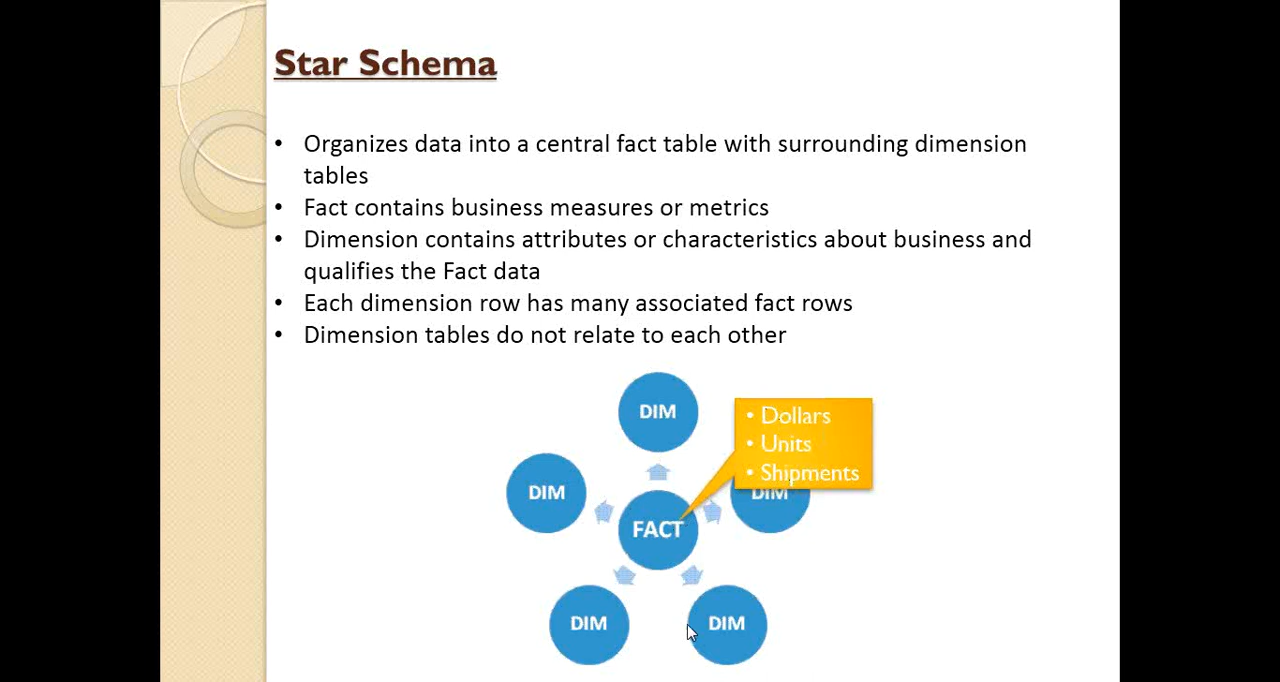 Star Schema
• Organizes data into a central fact table with surrounding dimension
tables
• Fact contains business measures or metrics
• Dimension contains attributes or characteristics about business and
qualifies the Fact data
• Each dimension row has many associated fact rows
• Dimension tables do not relate to each other
DIM
• Dollars
• Units
• Shipments
DIM
DIM
FACT
DIM
DIM